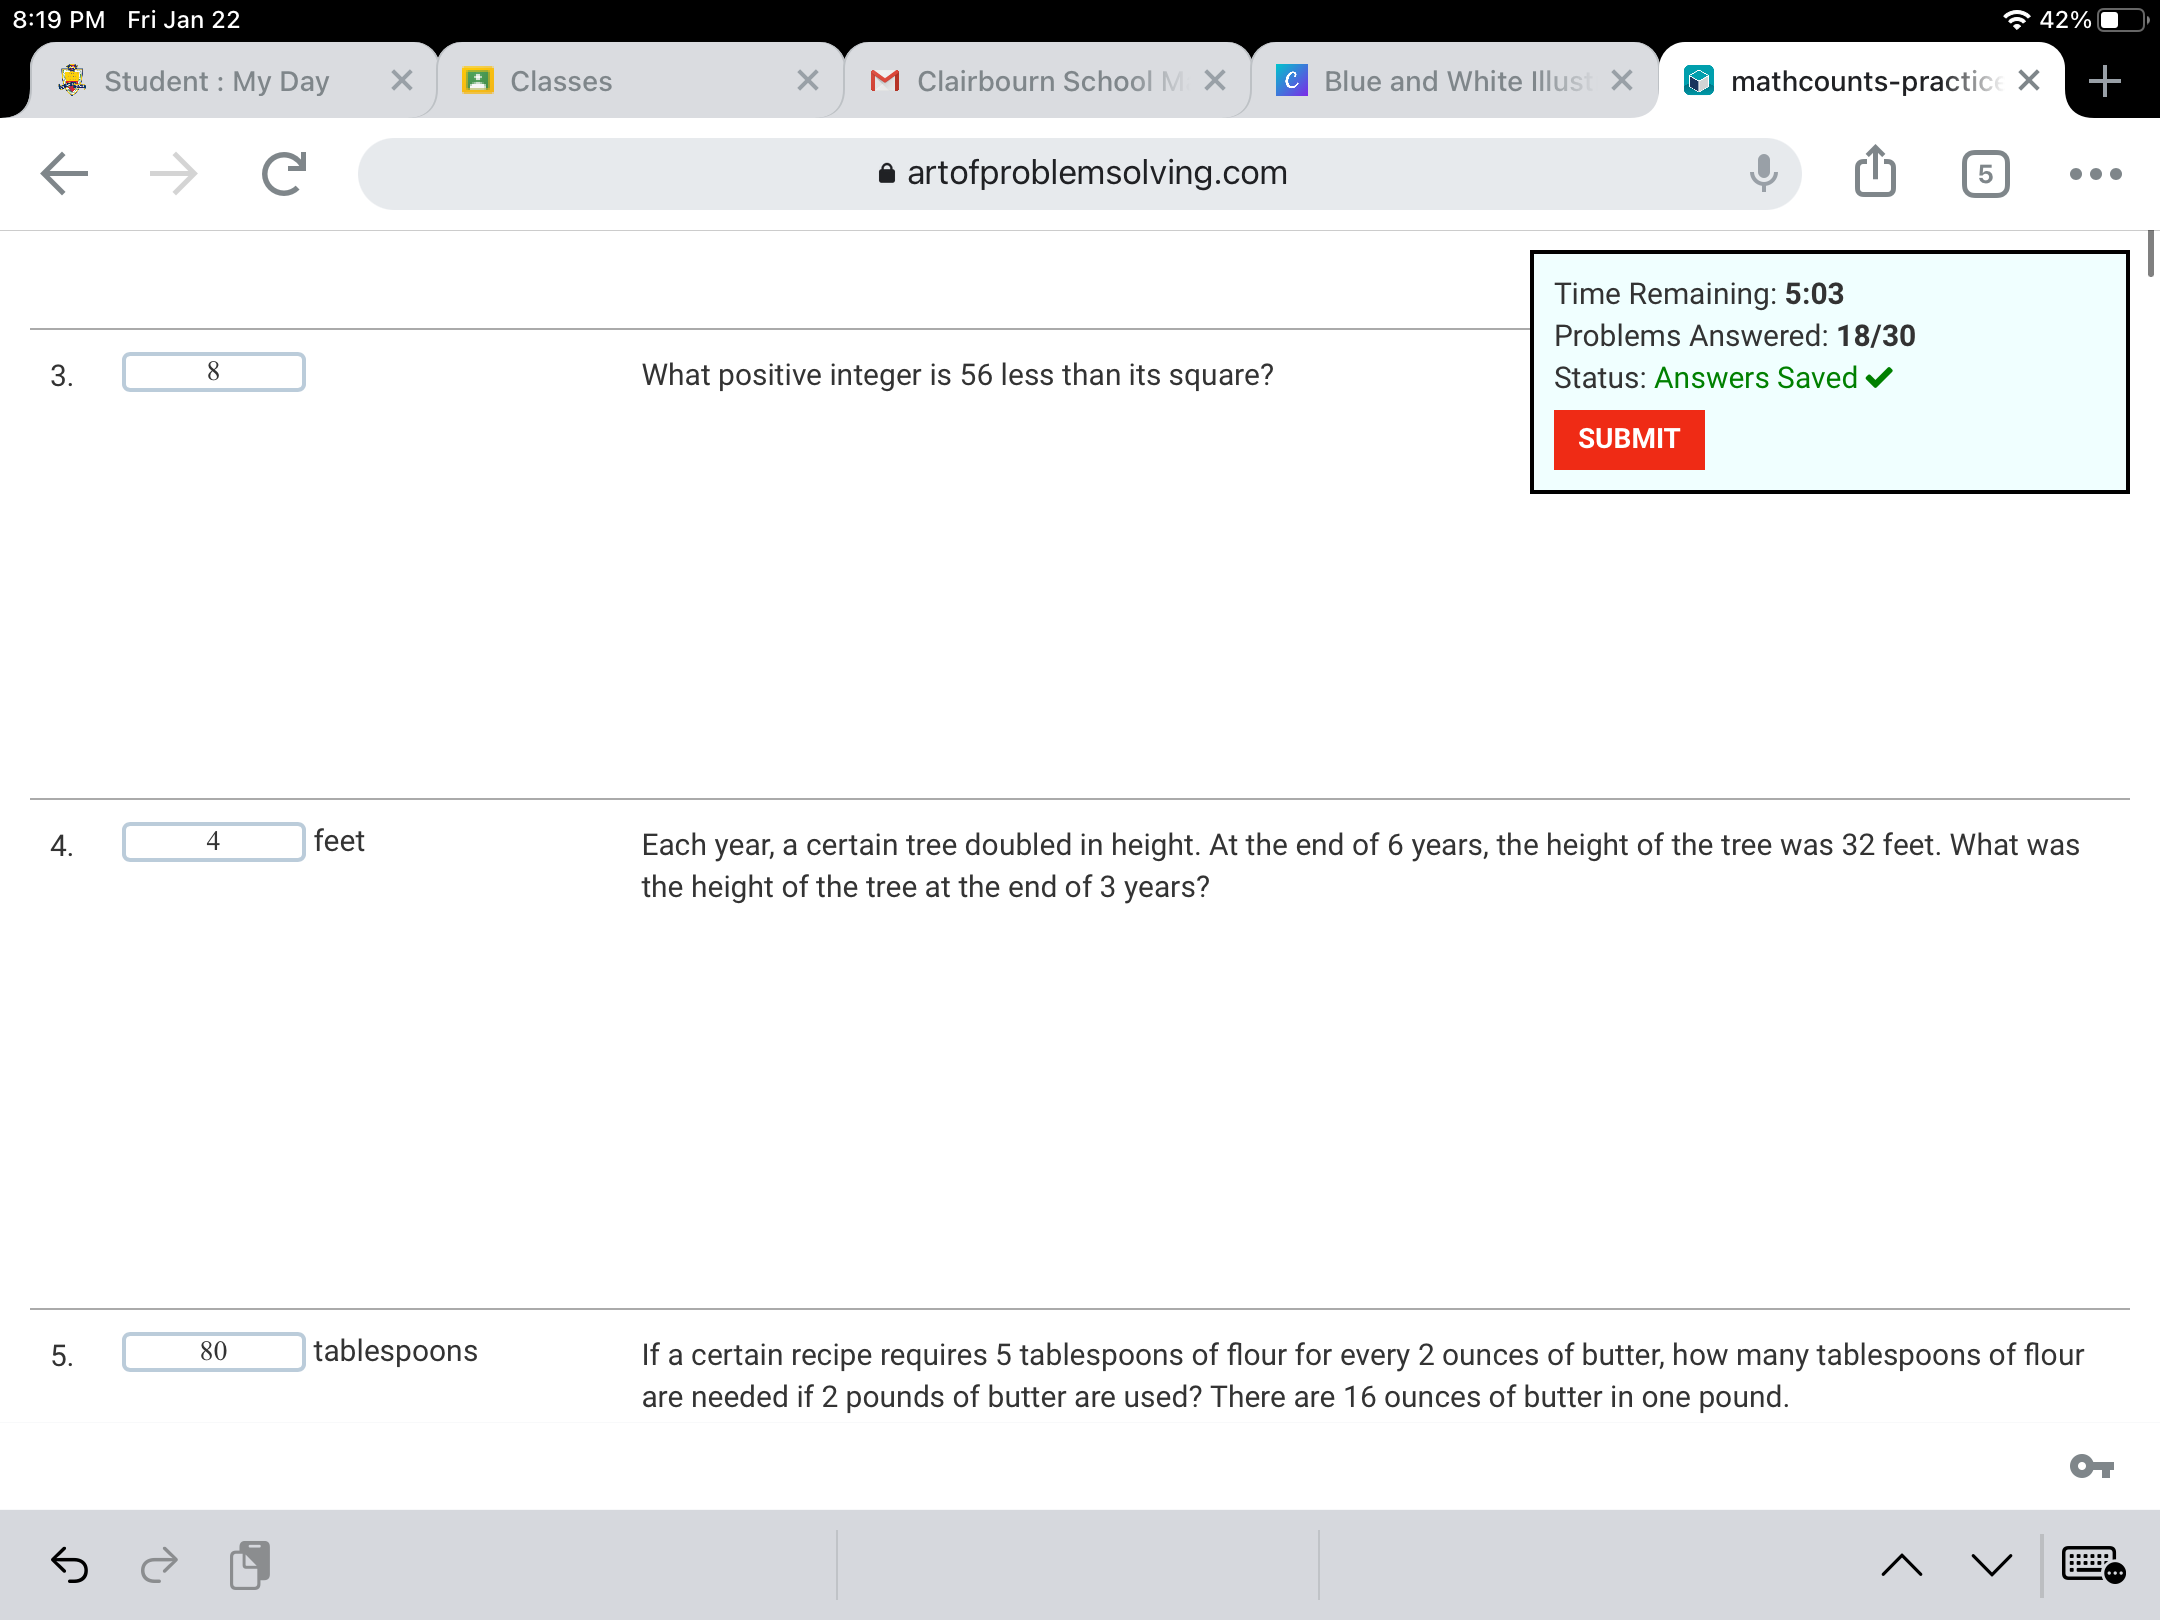 8:19 PM Fri Jan 22 42%
Student : My Day Classes Clairbourn School M Blue and White Illust mathcounts-practice
artofproblemsolving.com 5
Time Remaining: 5:03
Problems Answered: 18/30
Status: Answers Saved
SUBMIT
3. 8 What positive integer is 56 less than its square?
4. 4 feet Each year, a certain tree doubled in height. At the end of 6 years, the height of the tree was 32 feet. What was
the height of the tree at the end of 3 years?
5. 80 tablespoons If a certain recipe requires 5 tablespoons of flour for every 2 ounces of butter, how many tablespoons of flour
are needed if 2 pounds of butter are used? There are 16 ounces of butter in one pound.